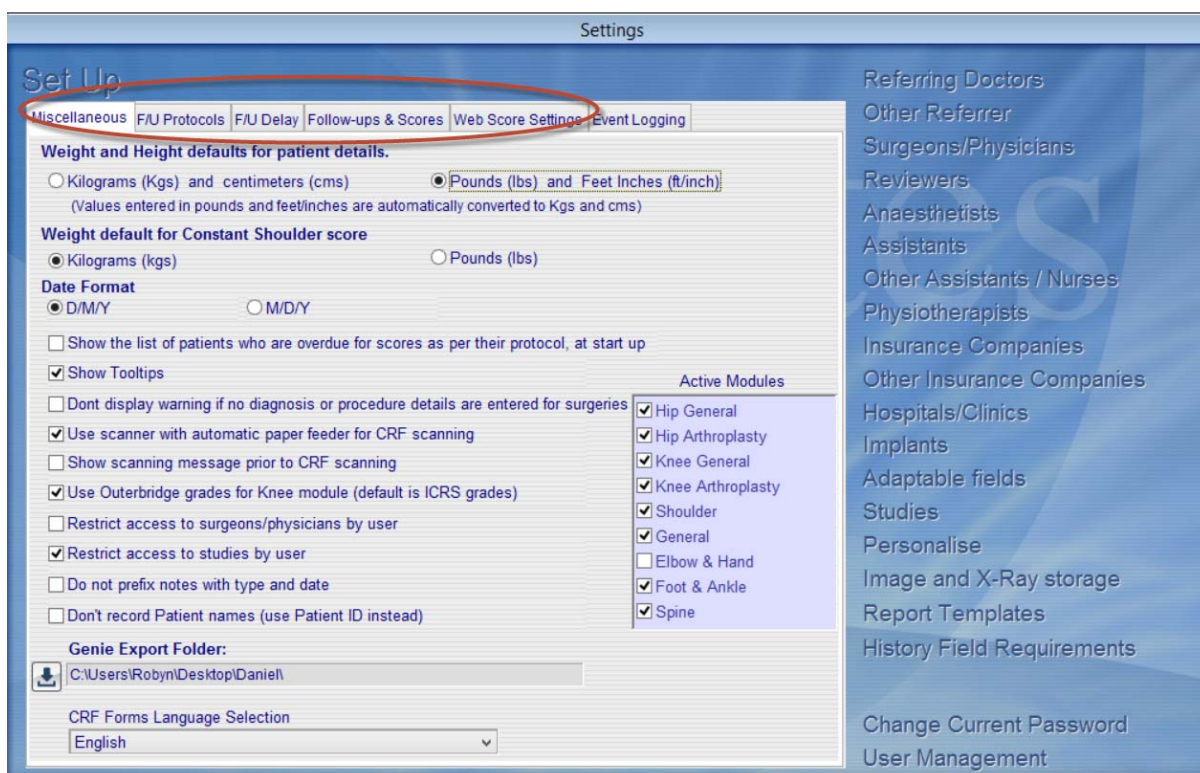 Settings
Set Up
Miscellaneous F/U Protocols F/U Delay Follow-ups & Scores Web Score Settings Event Logging
Weight and Height defaults for patient details.
Kilograms (Kgs) and centimeters (cms) Pounds (lbs) and Feet Inches (ft/inch)
(Values entered in pounds and feet/inches are automatically converted to Kgs and cms)
Weight default for Constant Shoulder score
Kilograms (kgs) Pounds (lbs)
Date Format
D/M/Y M/D/Y
Show the list of patients who are overdue for scores as per their protocol, at start up
Show Tooltips
Dont display warning if no diagnosis or procedure details are entered for surgeries
Use scanner with automatic paper feeder for CRF scanning
Show scanning message prior to CRF scanning
Use Outerbridge grades for Knee module (default is ICRS grades)
Restrict access to surgeons/physicians by user
Restrict access to studies by user
Do not prefix notes with type and date
Don't record Patient names (use Patient ID instead)
Active Modules
Hip General
Hip Arthroplasty
Knee General
Knee Arthroplasty
Shoulder
General
Elbow & Hand
Foot & Ankle
Spine
Genie Export Folder:
C:\Users\Robyn\Desktop\Daniel\
CRF Forms Language Selection
English
Referring Doctors
Other Referrer
Surgeons/Physicians
Reviewers
Anaesthetists
Assistants
Other Assistants / Nurses
Physiotherapists
Insurance Companies
Other Insurance Companies
Hospitals/Clinics
Implants
Adaptable fields
Studies
Personalise
Image and X-Ray storage
Report Templates
History Field Requirements
Change Current Password
User Management